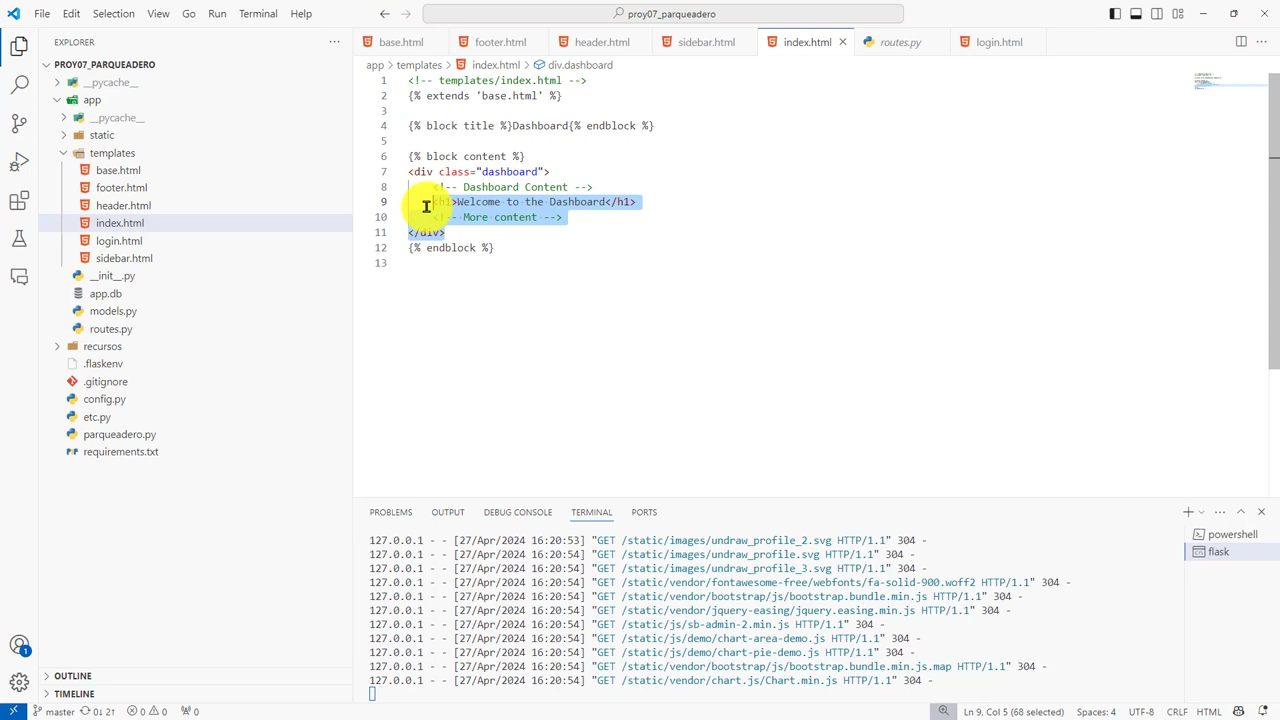 File Edit Selection View Go Run Terminal Help
proy07_parqueadero
EXPLORER
PROY07_PARQUEADERO
__pycache__
app
__pycache__
static
templates
base.html
footer.html
header.html
index.html
login.html
sidebar.html
__init__.py
app.db
models.py
routes.py
recursos
.flaskenv
.gitignore
config.py
etc.py
parqueadero.py
requirements.txt
OUTLINE
TIMELINE
base.html footer.html header.html sidebar.html index.html routes.py login.html
app > templates > index.html > div.dashboard
1 <!-- templates/index.html -->
2 {% extends 'base.html' %}
3
4 {% block title %}Dashboard{% endblock %}
5
6 {% block content %}
7 <div class="dashboard">
8 <!-- Dashboard Content -->
9 <h1>Welcome to the Dashboard</h1>
10 <!-- More content -->
11 </div>
12 {% endblock %}
13
PROBLEMS OUTPUT DEBUG CONSOLE TERMINAL PORTS
127.0.0.1 - - [27/Apr/2024 16:20:53] "GET /static/images/undraw_profile_2.svg HTTP/1.1" 304 -
127.0.0.1 - - [27/Apr/2024 16:20:54] "GET /static/images/undraw_profile.svg HTTP/1.1" 304 -
127.0.0.1 - - [27/Apr/2024 16:20:54] "GET /static/images/undraw_profile_3.svg HTTP/1.1" 304 -
127.0.0.1 - - [27/Apr/2024 16:20:54] "GET /static/vendor/fontawesome-free/webfonts/fa-solid-900.woff2 HTTP/1.1" 304 -
127.0.0.1 - - [27/Apr/2024 16:20:54] "GET /static/vendor/bootstrap/js/bootstrap.bundle.min.js HTTP/1.1" 304 -
127.0.0.1 - - [27/Apr/2024 16:20:54] "GET /static/vendor/jquery-easing/jquery.easing.min.js HTTP/1.1" 304 -
127.0.0.1 - - [27/Apr/2024 16:20:54] "GET /static/js/sb-admin-2.min.js HTTP/1.1" 304 -
127.0.0.1 - - [27/Apr/2024 16:20:54] "GET /static/js/demo/chart-area-demo.js HTTP/1.1" 304 -
127.0.0.1 - - [27/Apr/2024 16:20:54] "GET /static/js/demo/chart-pie-demo.js HTTP/1.1" 304 -
127.0.0.1 - - [27/Apr/2024 16:20:54] "GET /static/vendor/bootstrap/js/bootstrap.bundle.min.js.map HTTP/1.1" 304 -
127.0.0.1 - - [27/Apr/2024 16:20:54] "GET /static/vendor/chart.js/Chart.min.js HTTP/1.1" 304 -
powershell
flask
1
master 0↓ 2↑ 0 0 0 Ln 9, Col 5 (68 selected) Spaces: 4 UTF-8 CRLF HTML